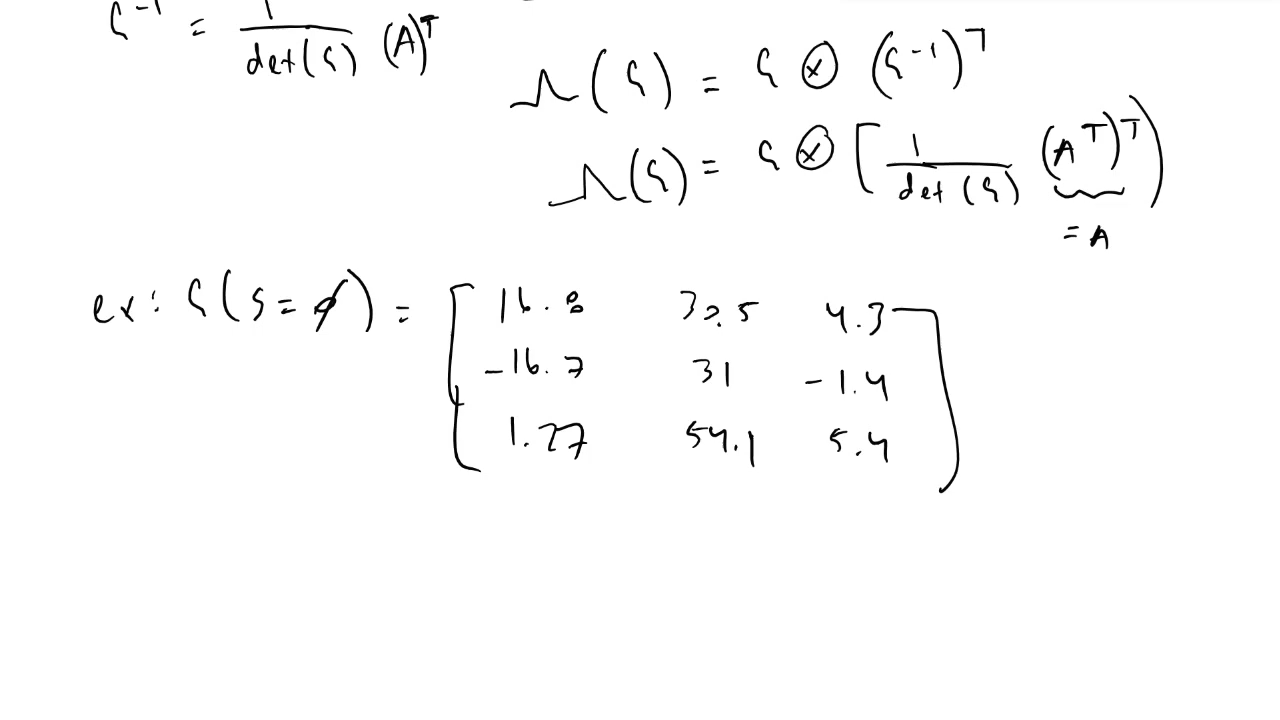 G⁻¹ = 1/det(G) (A)ᵀ
Λ(G) = G ⊗ (G⁻¹)ᵀ
Λ(G) = G ⊗ [1/det(G) (Aᵀ)ᵀ]
= A
ex: G(s=0) = [16.8 30.5 4.3
-16.7 31 -1.4
1.27 54.1 5.4]